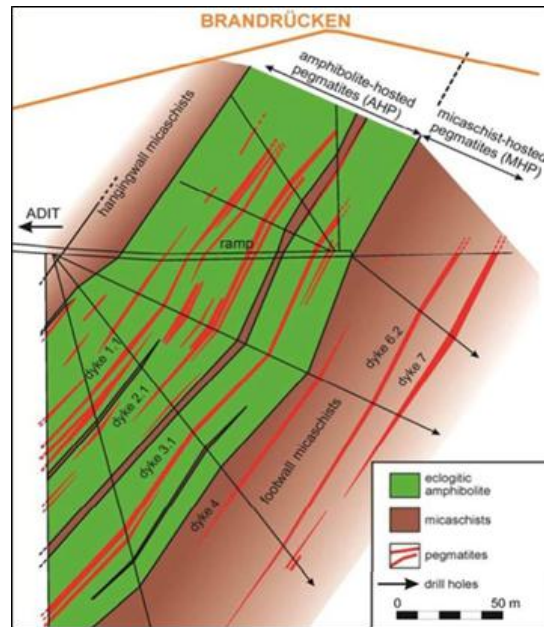 BRANDRÜCKEN
amphibolite-hosted
pegmatites (AHP)
micaschist-hosted
pegmatites (MHP)
hangingwall micaschists
ADIT
ramp
dyke 1.1
dyke 2.1
dyke 3.1
dyke 4
dyke 6.2
dyke 7
footwall micaschists
eclogitic
amphibolite
micaschists
pegmatites
drill holes
0 50 m